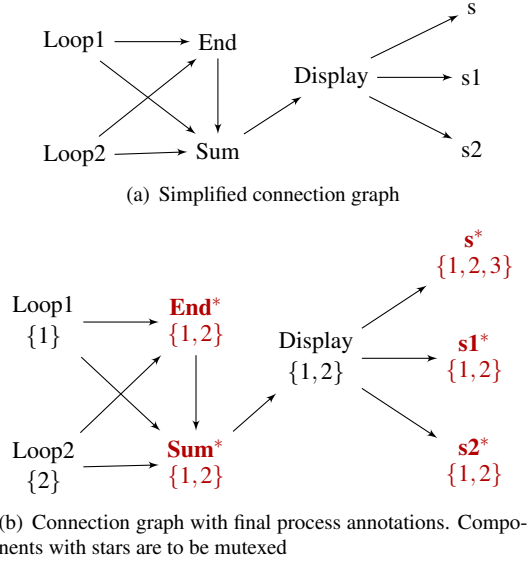 s
Loop1
End
Display
s1
Loop2
Sum
s2
(a) Simplified connection graph
s*
{1,2,3}
Loop1
{1}
End*
{1,2}
Display
{1,2}
s1*
{1,2}
Loop2
{2}
Sum*
{1,2}
s2*
{1,2}
(b) Connection graph with final process annotations. Compo-
nents with stars are to be mutexed